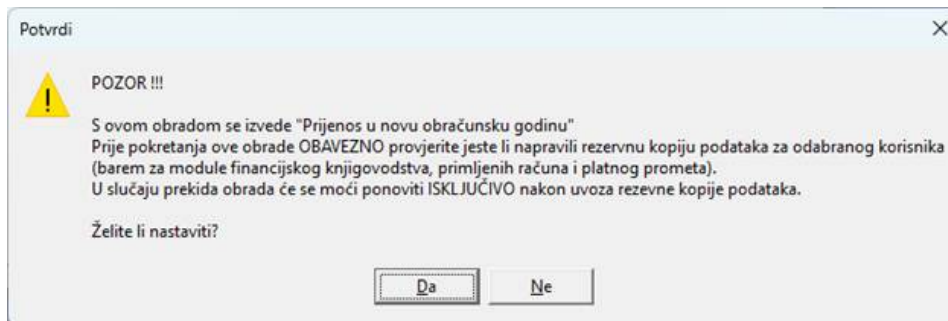 Potvrdi
POZOR !!!
S ovom obradom se izvede "Prijenos u novu obračunsku godinu"
Prije pokretanja ove obrade OBAVEZNO provjerite jeste li napravili rezervnu kopiju podataka za odabranog korisnika
(barem za module financijskog knjigovodstva, primljenih računa i platnog prometa).
U slučaju prekida obrada će se moći ponoviti ISKLJUČIVO nakon uvoza rezevne kopije podataka.
Želite li nastaviti?
Da
Ne